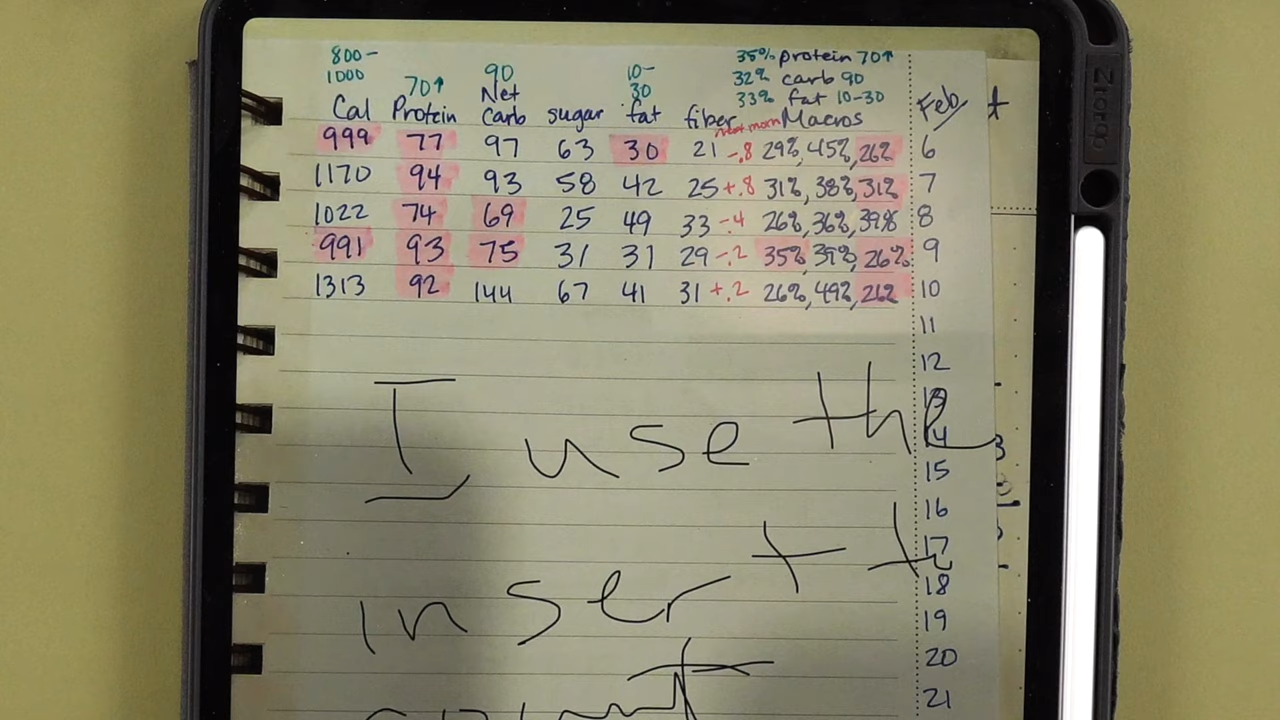 800-
1000
70↑
90
Net
10-
30
35% protein 70↑
32% carb 90
33% fat 10-30
Cal Protein Carb sugar fat fiber Macros Feb
999 77 97 63 30 21 -.8 29%, 45%, 26% 6
1170 94 93 58 42 25 +.8 31%, 38%, 31% 7
1022 74 69 25 49 33 -.4 26%, 36%, 39% 8
991 93 75 31 31 29 -.2 35%, 39%, 26% 9
1313 92 144 67 41 31 +.2 26%, 49%, 26% 10
11
12
13
I use the 14
15
16
17
insert t 18
19
20
21
Ztorap